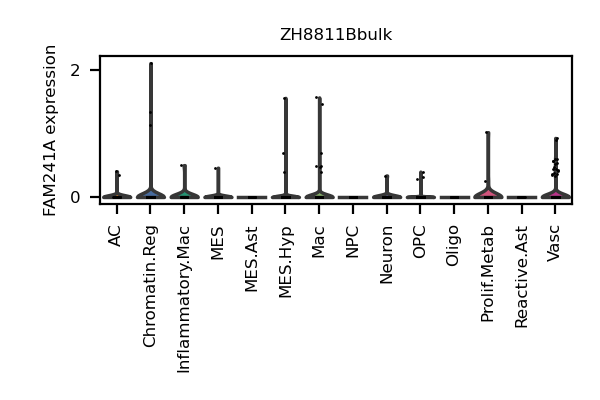 ZH8811Bbulk
FAM241A expression
2
0
AC
Chromatin.Reg
Inflammatory.Mac
MES
MES.Ast
MES.Hyp
Mac
NPC
Neuron
OPC
Oligo
Prolif.Metab
Reactive.Ast
Vasc